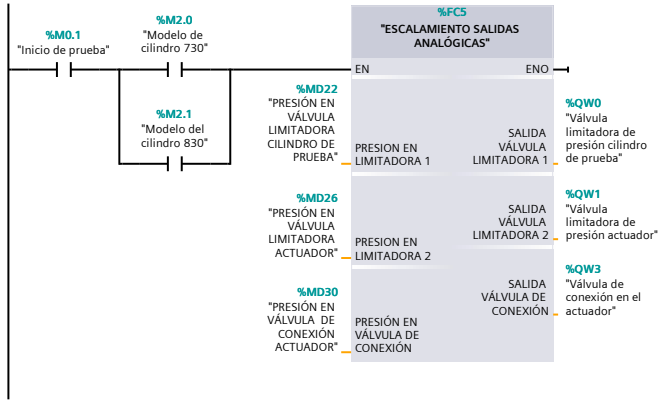 %M0.1
"Inicio de prueba"
%M2.0
"Modelo de
cilindro 730"
%M2.1
"Modelo del
cilindro 830"
%FC5
"ESCALAMIENTO SALIDAS
ANALÓGICAS"
EN
ENO
%MD22
"PRESIÓN EN
VÁLVULA
LIMITADORA
CILINDRO DE
PRUEBA"
PRESION EN
LIMITADORA 1
SALIDA
VÁLVULA
LIMITADORA 1
%QW0
"Válvula
limitadora de
presión cilindro
de prueba"
%MD26
"PRESIÓN EN
VÁLVULA
LIMITADORA
ACTUADOR"
PRESION EN
LIMITADORA 2
SALIDA
VÁLVULA
LIMITADORA 2
%QW1
"Válvula
limitadora de
presión actuador"
%MD30
"PRESIÓN EN
VÁLVULA DE
CONEXIÓN
ACTUADOR"
PRESIÓN EN
VÁLVULA DE
CONEXIÓN
SALIDA
VÁLVULA DE
CONEXIÓN
%QW3
"Válvula de
conexión en el
actuador"